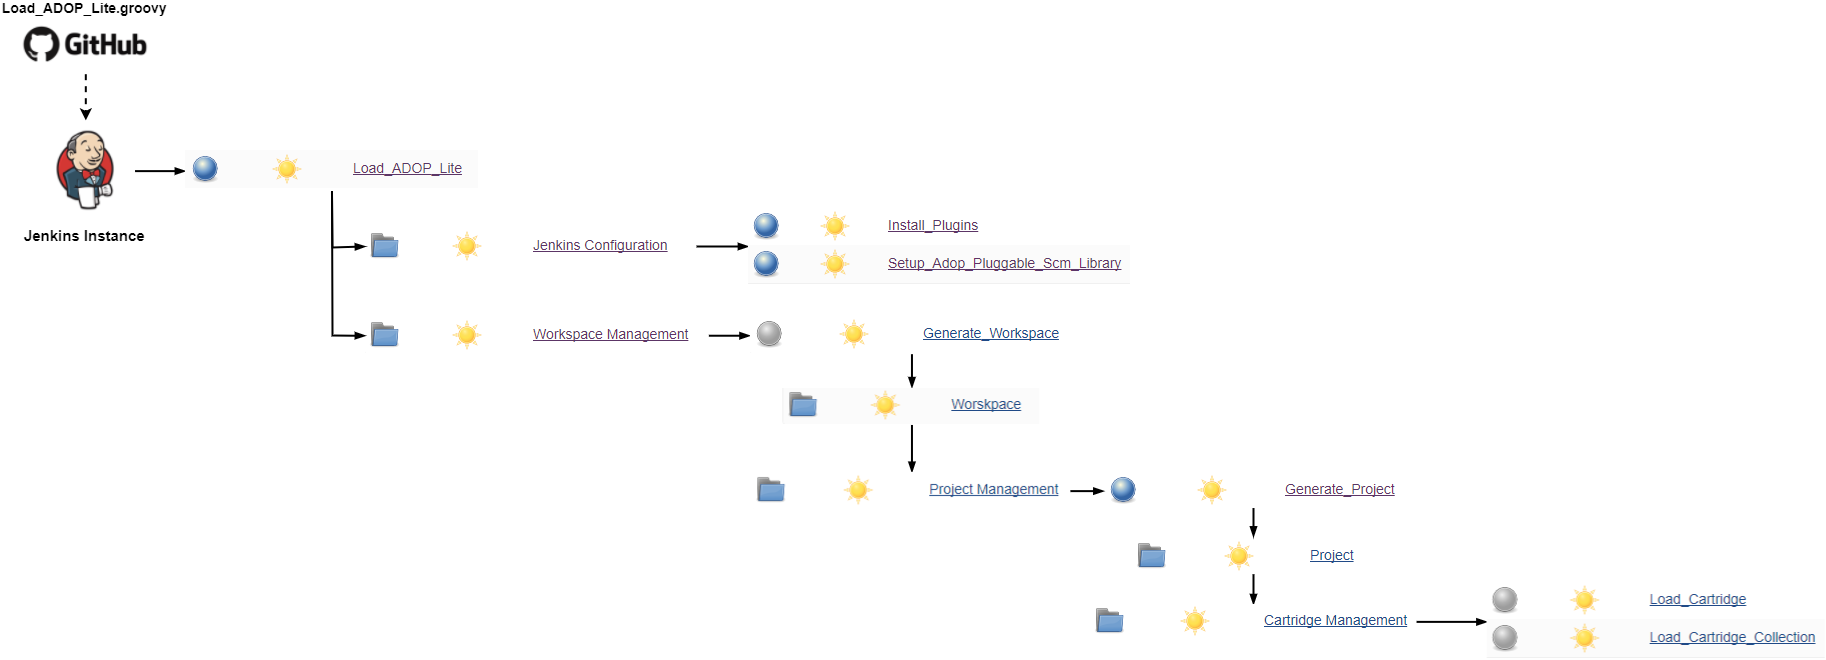 Load_ADOP_Lite.groovy
GitHub
Load_ADOP_Lite
Jenkins Instance
Install_Plugins
Jenkins Configuration
Setup_Adop_Pluggable_Scm_Library
Workspace Management
Generate_Workspace
Worskpace
Project Management
Generate_Project
Project
Cartridge Management
Load_Cartridge
Load_Cartridge_Collection